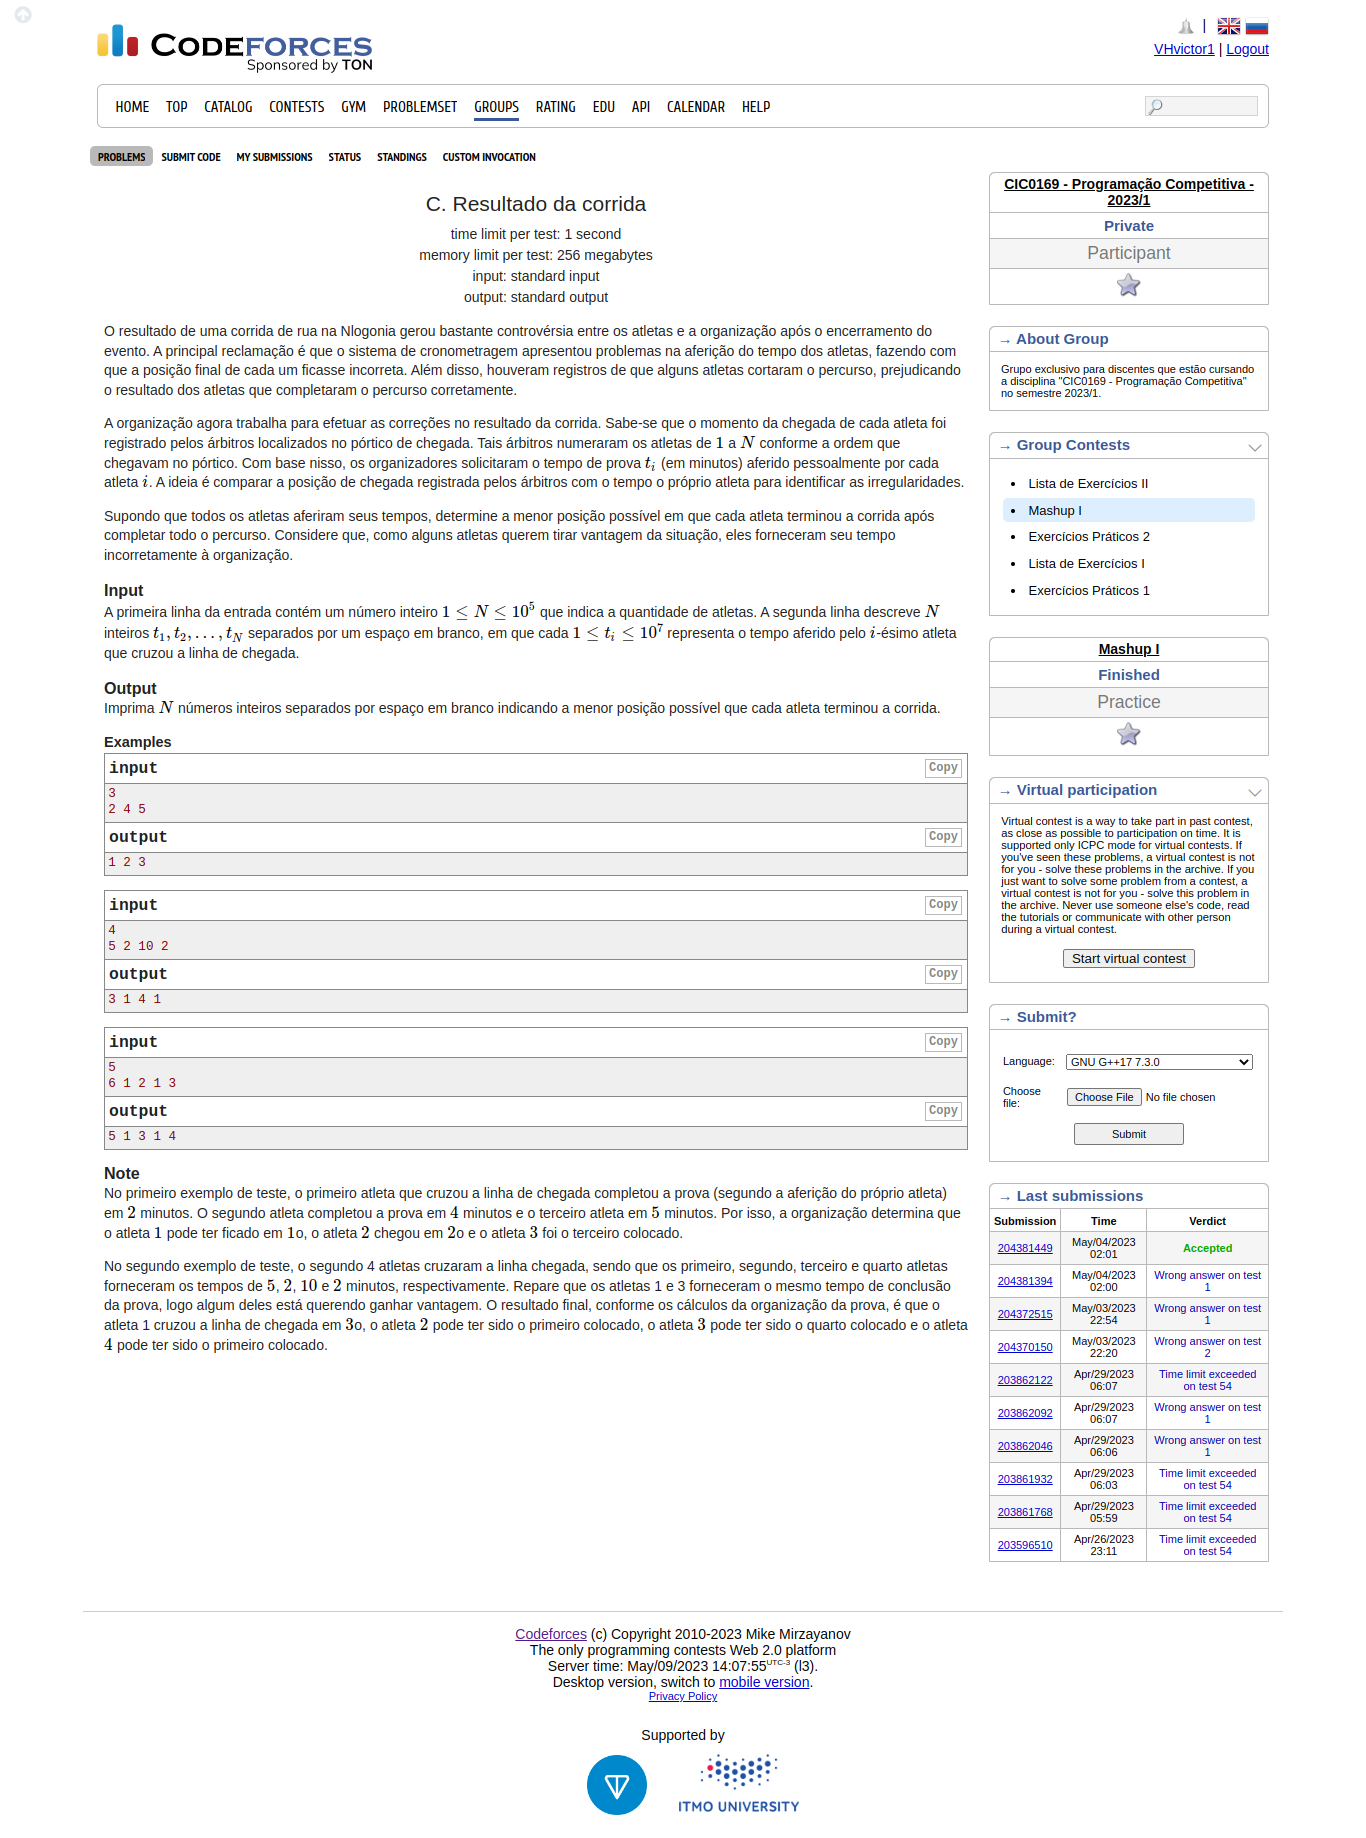 CODEFORCES
Sponsored by TON
|
VHvictor1 | Logout
HOME TOP CATALOG CONTESTS GYM PROBLEMSET GROUPS RATING EDU API CALENDAR HELP
PROBLEMS SUBMIT CODE MY SUBMISSIONS STATUS STANDINGS CUSTOM INVOCATION
C. Resultado da corrida
time limit per test: 1 second
memory limit per test: 256 megabytes
input: standard input
output: standard output
O resultado de uma corrida de rua na Nlogonia gerou bastante controvérsia entre os atletas e a organização após o encerramento do
evento. A principal reclamação é que o sistema de cronometragem apresentou problemas na aferição do tempo dos atletas, fazendo com
que a posição final de cada um ficasse incorreta. Além disso, houveram registros de que alguns atletas cortaram o percurso, prejudicando
o resultado dos atletas que completaram o percurso corretamente.
A organização agora trabalha para efetuar as correções no resultado da corrida. Sabe-se que o momento da chegada de cada atleta foi
registrado pelos árbitros localizados no pórtico de chegada. Tais árbitros numeraram os atletas de 1 a N conforme a ordem que
chegavam no pórtico. Com base nisso, os organizadores solicitaram o tempo de prova t_i (em minutos) aferido pessoalmente por cada
atleta i. A ideia é comparar a posição de chegada registrada pelos árbitros com o tempo o próprio atleta para identificar as irregularidades.
Supondo que todos os atletas aferiram seus tempos, determine a menor posição possível em que cada atleta terminou a corrida após
completar todo o percurso. Considere que, como alguns atletas querem tirar vantagem da situação, eles forneceram seu tempo
incorretamente à organização.
Input
A primeira linha da entrada contém um número inteiro 1 ≤ N ≤ 10^5 que indica a quantidade de atletas. A segunda linha descreve N
inteiros t_1, t_2, …, t_N separados por um espaço em branco, em que cada 1 ≤ t_i ≤ 10^7 representa o tempo aferido pelo i-ésimo atleta
que cruzou a linha de chegada.
Output
Imprima N números inteiros separados por espaço em branco indicando a menor posição possível que cada atleta terminou a corrida.
Examples
input Copy
3
2 4 5
output Copy
1 2 3
input Copy
4
5 2 10 2
output Copy
3 1 4 1
input Copy
5
6 1 2 1 3
output Copy
5 1 3 1 4
Note
No primeiro exemplo de teste, o primeiro atleta que cruzou a linha de chegada completou a prova (segundo a aferição do próprio atleta)
em 2 minutos. O segundo atleta completou a prova em 4 minutos e o terceiro atleta em 5 minutos. Por isso, a organização determina que
o atleta 1 pode ter ficado em 1o, o atleta 2 chegou em 2o e o atleta 3 foi o terceiro colocado.
No segundo exemplo de teste, o segundo 4 atletas cruzaram a linha chegada, sendo que os primeiro, segundo, terceiro e quarto atletas
forneceram os tempos de 5, 2, 10 e 2 minutos, respectivamente. Repare que os atletas 1 e 3 forneceram o mesmo tempo de conclusão
da prova, logo algum deles está querendo ganhar vantagem. O resultado final, conforme os cálculos da organização da prova, é que o
atleta 1 cruzou a linha de chegada em 3o, o atleta 2 pode ter sido o primeiro colocado, o atleta 3 pode ter sido o quarto colocado e o atleta
4 pode ter sido o primeiro colocado.
CIC0169 - Programação Competitiva -
2023/1
Private
Participant
→ About Group
Grupo exclusivo para discentes que estão cursando
a disciplina "CIC0169 - Programação Competitiva"
no semestre 2023/1.
→ Group Contests
• Lista de Exercícios II
• Mashup I
• Exercícios Práticos 2
• Lista de Exercícios I
• Exercícios Práticos 1
Mashup I
Finished
Practice
→ Virtual participation
Virtual contest is a way to take part in past contest,
as close as possible to participation on time. It is
supported only ICPC mode for virtual contests. If
you've seen these problems, a virtual contest is not
for you - solve these problems in the archive. If you
just want to solve some problem from a contest, a
virtual contest is not for you - solve this problem in
the archive. Never use someone else's code, read
the tutorials or communicate with other person
during a virtual contest.
Start virtual contest
→ Submit?
Language: GNU G++17 7.3.0
Choose
file: Choose File No file chosen
Submit
→ Last submissions
Submission Time Verdict
204381449 May/04/2023 02:01 Accepted
204381394 May/04/2023 02:00 Wrong answer on test 1
204372515 May/03/2023 22:54 Wrong answer on test 1
204370150 May/03/2023 22:20 Wrong answer on test 2
203862122 Apr/29/2023 06:07 Time limit exceeded on test 54
203862092 Apr/29/2023 06:07 Wrong answer on test 1
203862046 Apr/29/2023 06:06 Wrong answer on test 1
203861932 Apr/29/2023 06:03 Time limit exceeded on test 54
203861768 Apr/29/2023 05:59 Time limit exceeded on test 54
203596510 Apr/26/2023 23:11 Time limit exceeded on test 54
Codeforces (c) Copyright 2010-2023 Mike Mirzayanov
The only programming contests Web 2.0 platform
Server time: May/09/2023 14:07:55 UTC-3 (l3).
Desktop version, switch to mobile version.
Privacy Policy
Supported by
ITMO UNIVERSITY